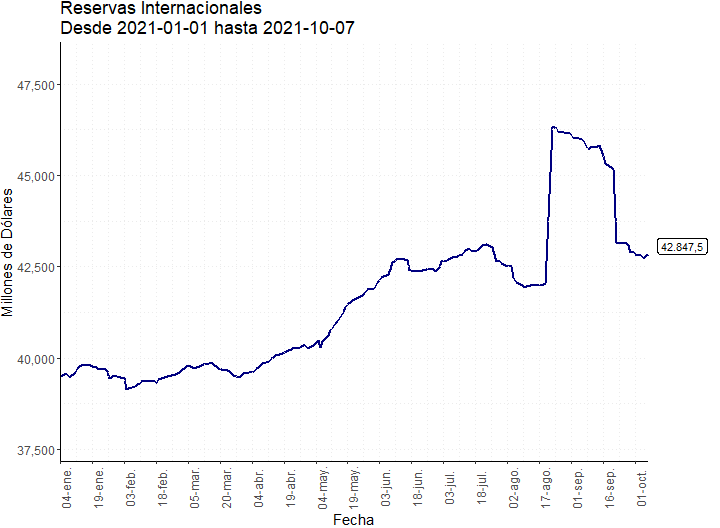 Reservas Internacionales
Desde 2021-01-01 hasta 2021-10-07
Millones de Dólares
47,500
45,000
42,500
40,000
37,500
42.847,5
04-ene.
19-ene.
03-feb.
18-feb.
05-mar.
20-mar.
04-abr.
19-abr.
04-may.
19-may.
03-jun.
18-jun.
03-jul.
18-jul.
02-ago.
17-ago.
01-sep.
16-sep.
01-oct.
Fecha